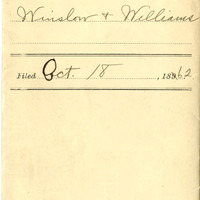 Winslow & Williams
Filed Oct. 18, 1862